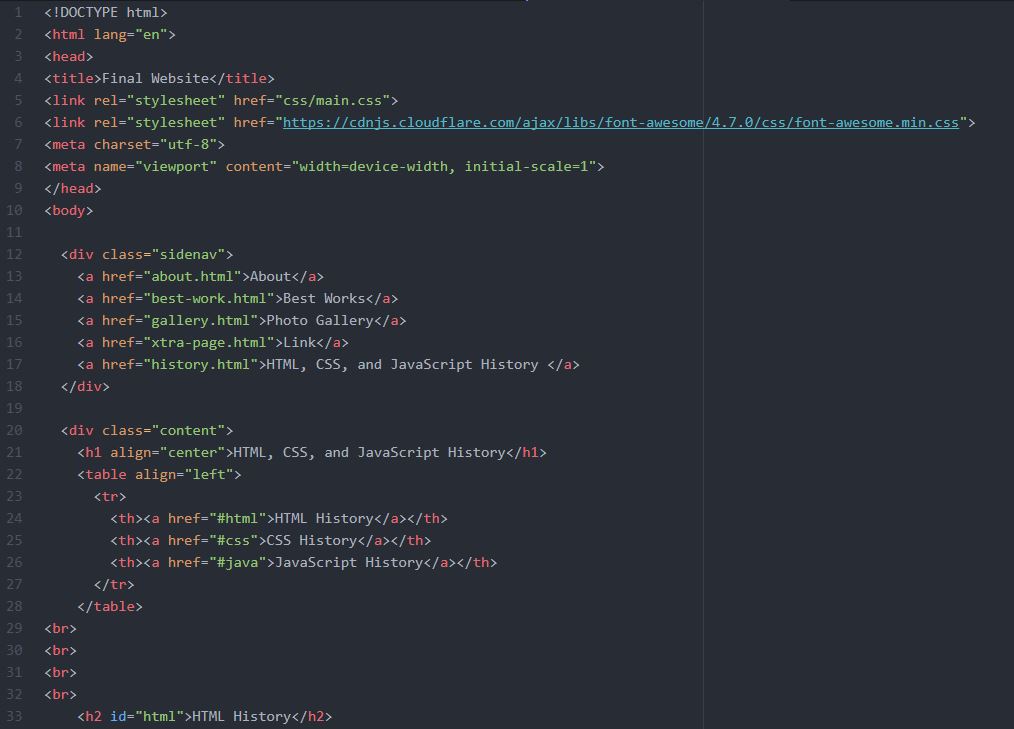 1 <!DOCTYPE html>
2 <html lang="en">
3 <head>
4 <title>Final Website</title>
5 <link rel="stylesheet" href="css/main.css">
6 <link rel="stylesheet" href="https://cdnjs.cloudflare.com/ajax/libs/font-awesome/4.7.0/css/font-awesome.min.css">
7 <meta charset="utf-8">
8 <meta name="viewport" content="width=device-width, initial-scale=1">
9 </head>
10 <body>
11
12   <div class="sidenav">
13     <a href="about.html">About</a>
14     <a href="best-work.html">Best Works</a>
15     <a href="gallery.html">Photo Gallery</a>
16     <a href="xtra-page.html">Link</a>
17     <a href="history.html">HTML, CSS, and JavaScript History </a>
18   </div>
19
20   <div class="content">
21     <h1 align="center">HTML, CSS, and JavaScript History</h1>
22     <table align="left">
23       <tr>
24         <th><a href="#html">HTML History</a></th>
25         <th><a href="#css">CSS History</a></th>
26         <th><a href="#java">JavaScript History</a></th>
27       </tr>
28     </table>
29 <br>
30 <br>
31 <br>
32 <br>
33     <h2 id="html">HTML History</h2>